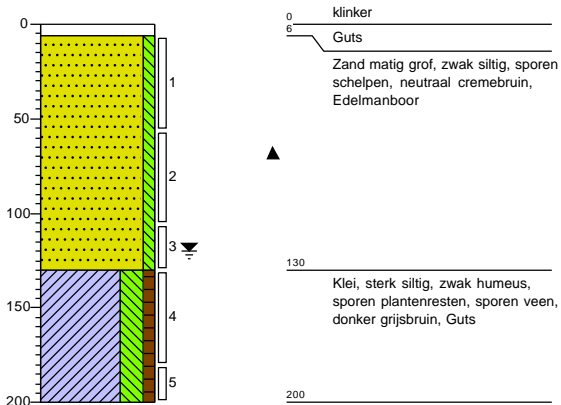 0
50
100
150
200
1
2
3
4
5
0
klinker
6
Guts
Zand matig grof, zwak siltig, sporen
schelpen, neutraal cremebruin,
Edelmanboor
130
Klei, sterk siltig, zwak humeus,
sporen plantenresten, sporen veen,
donker grijsbruin, Guts
200